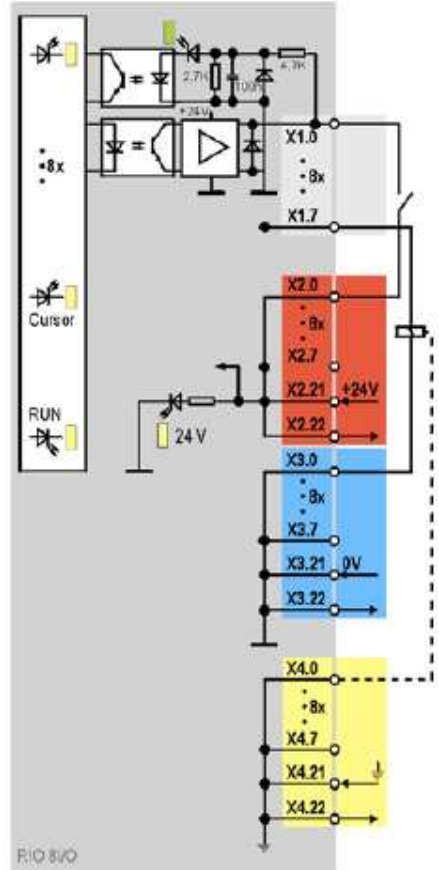 2.7K
100n
4.7K
+24V
X1.0
8x
X1.7
8x
X2.0
8x
X2.7
Cursor
X2.21 +24V
RUN
24 V
X2.22
X3.0
8x
X3.7
X3.21 0V
X3.22
X4.0
8x
X4.7
X4.21
X4.22
RIO 8I/O